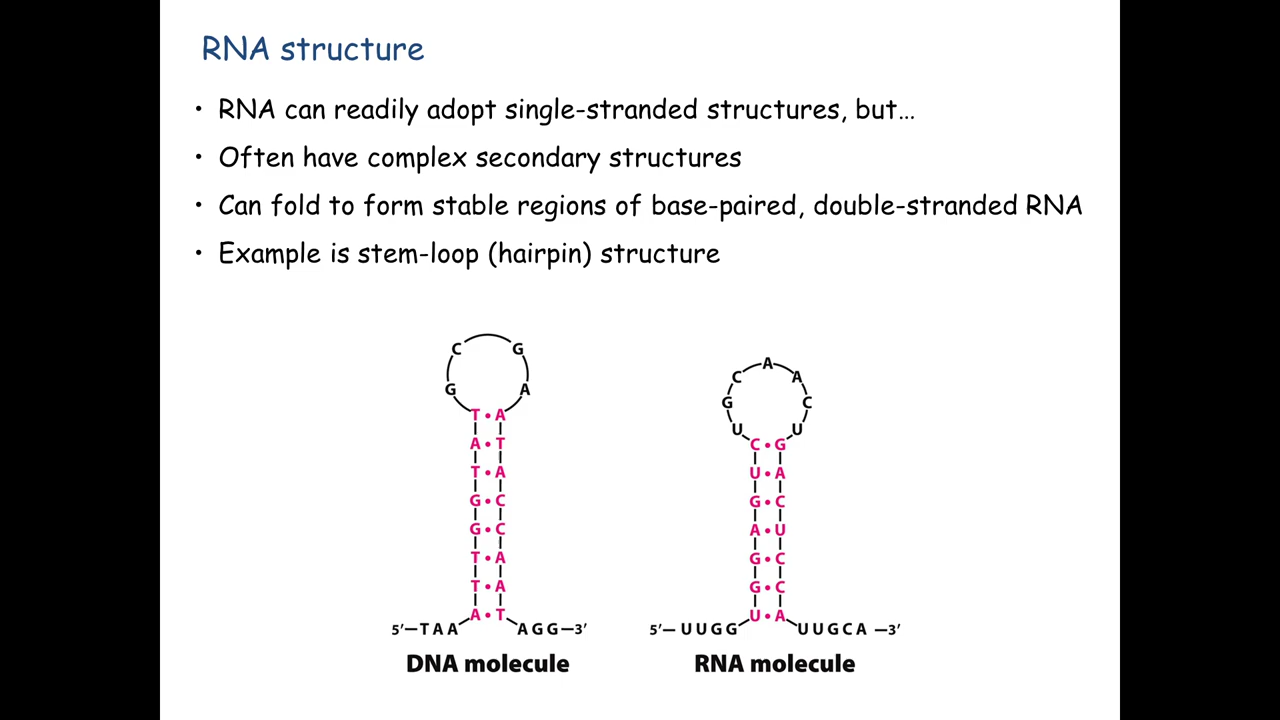 RNA structure
• RNA can readily adopt single-stranded structures, but…
• Often have complex secondary structures
• Can fold to form stable regions of base-paired, double-stranded RNA
• Example is stem-loop (hairpin) structure
C G
G A
T • A
A • T
T • A
G • C
G • C
T • A
T • A
A • T
5′—T A A A G G—3′
DNA molecule
A
C A
G C
U U
C • G
U • A
G • C
A • U
G • C
G • C
U • A
5′— U U G G U U G C A —3′
RNA molecule